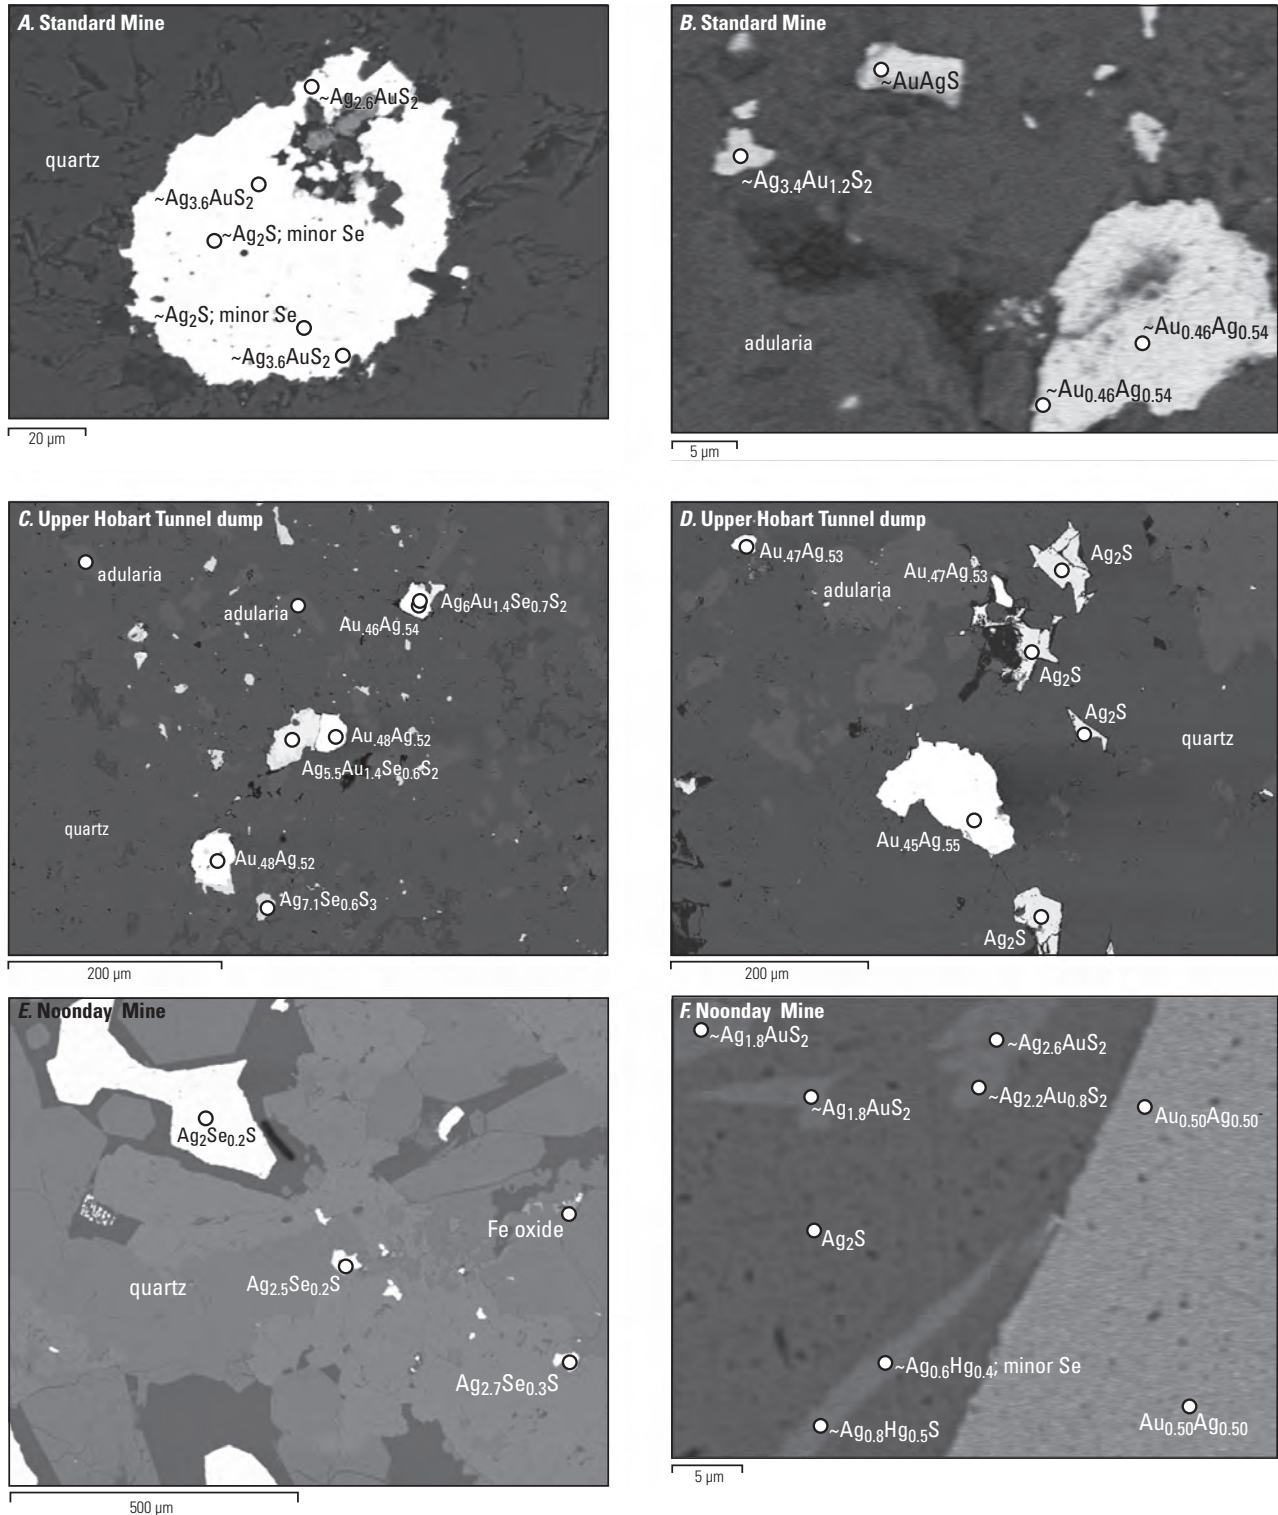 A. Standard Mine
~Ag2.6AuS2
quartz
~Ag3.6AuS2
~Ag2S; minor Se
~Ag2S; minor Se
~Ag3.6AuS2
20 µm
B. Standard Mine
~AuAgS
~Ag3.4Au1.2S2
adularia
~Au0.46Ag0.54
~Au0.46Ag0.54
5 µm
C. Upper Hobart Tunnel dump
adularia
adularia
Ag6Au1.4Se0.7S2
Au.46Ag.54
Au.48Ag.52
Ag5.5Au1.4Se0.6S2
quartz
Au.48Ag.52
Ag7.1Se0.6S3
200 µm
D. Upper Hobart Tunnel dump
Au.47Ag.53
Ag2S
Au.47Ag.53
adularia
Ag2S
Ag2S
quartz
Au.45Ag.55
Ag2S
200 µm
E. Noonday Mine
Ag2Se0.2S
Fe oxide
quartz
Ag2.5Se0.2S
Ag2.7Se0.3S
500 µm
F. Noonday Mine
~Ag1.8AuS2
~Ag2.6AuS2
~Ag2.2Au0.8S2
~Ag1.8AuS2
Au0.50Ag0.50
Ag2S
~Ag0.6Hg0.4; minor Se
Au0.50Ag0.50
~Ag0.8Hg0.5S
5 µm